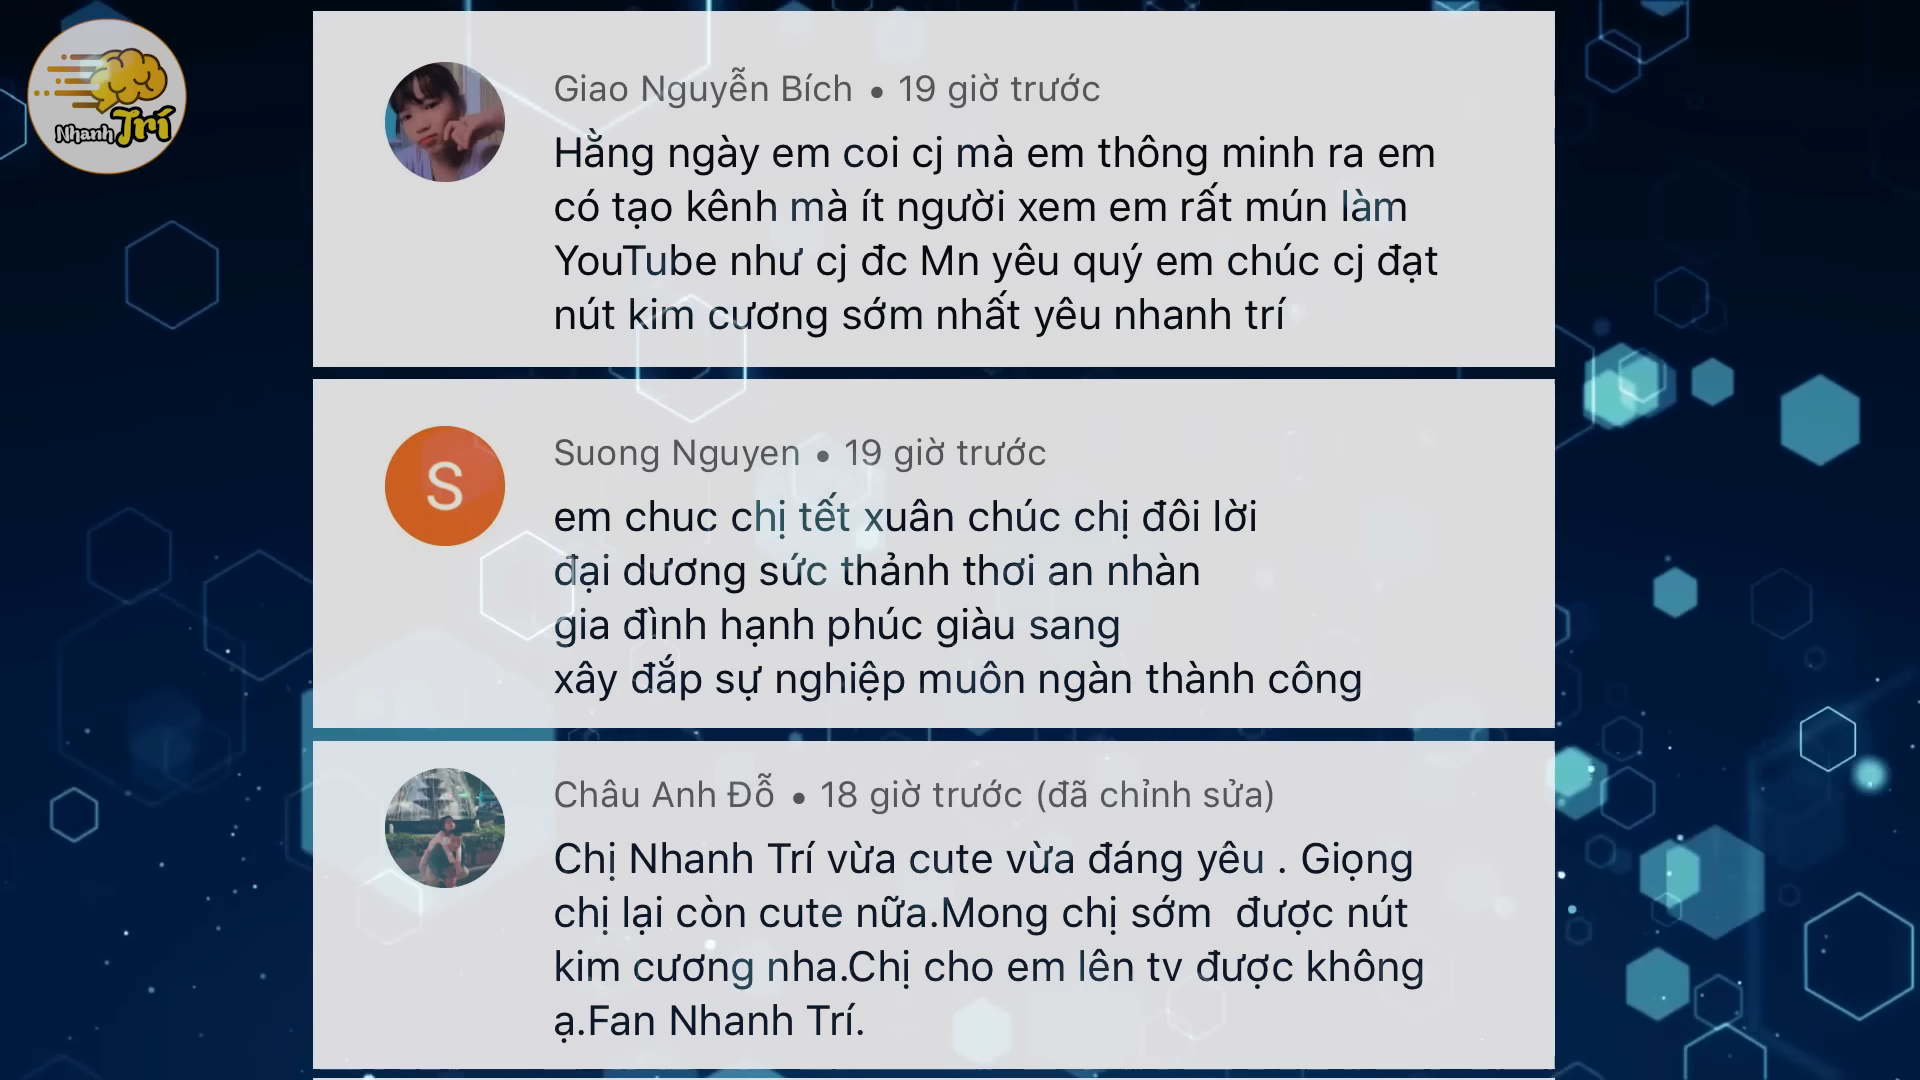 Nhanh Trí
Giao Nguyễn Bích • 19 giờ trước
Hằng ngày em coi cj mà em thông minh ra em
có tạo kênh mà ít người xem em rất mún làm
YouTube như cj đc Mn yêu quý em chúc cj đạt
nút kim cương sớm nhất yêu nhanh trí
S
Suong Nguyen • 19 giờ trước
em chuc chị tết xuân chúc chị đôi lời
đại dương sức thảnh thơi an nhàn
gia đình hạnh phúc giàu sang
xây đắp sự nghiệp muôn ngàn thành công
Châu Anh Đỗ • 18 giờ trước (đã chỉnh sửa)
Chị Nhanh Trí vừa cute vừa đáng yêu . Giọng
chị lại còn cute nữa.Mong chị sớm  được nút
kim cương nha.Chị cho em lên tv được không
ạ.Fan Nhanh Trí.